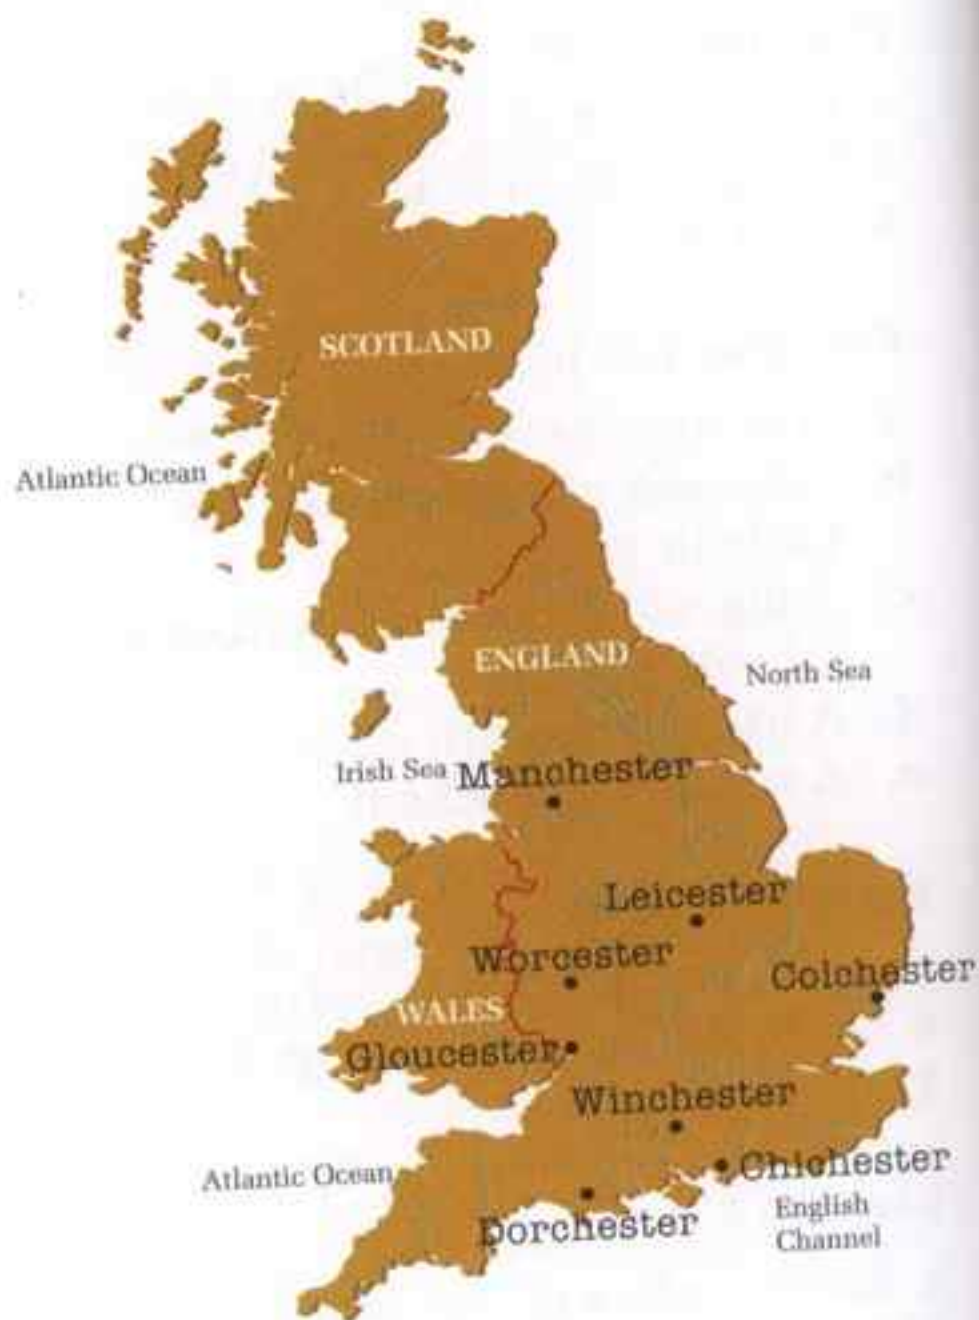 SCOTLAND
Atlantic Ocean
ENGLAND
North Sea
Irish Sea
Manchester
Leicester
Worcester
Colchester
WALES
Gloucester
Winchester
Chichester
Atlantic Ocean
Dorchester
English
Channel